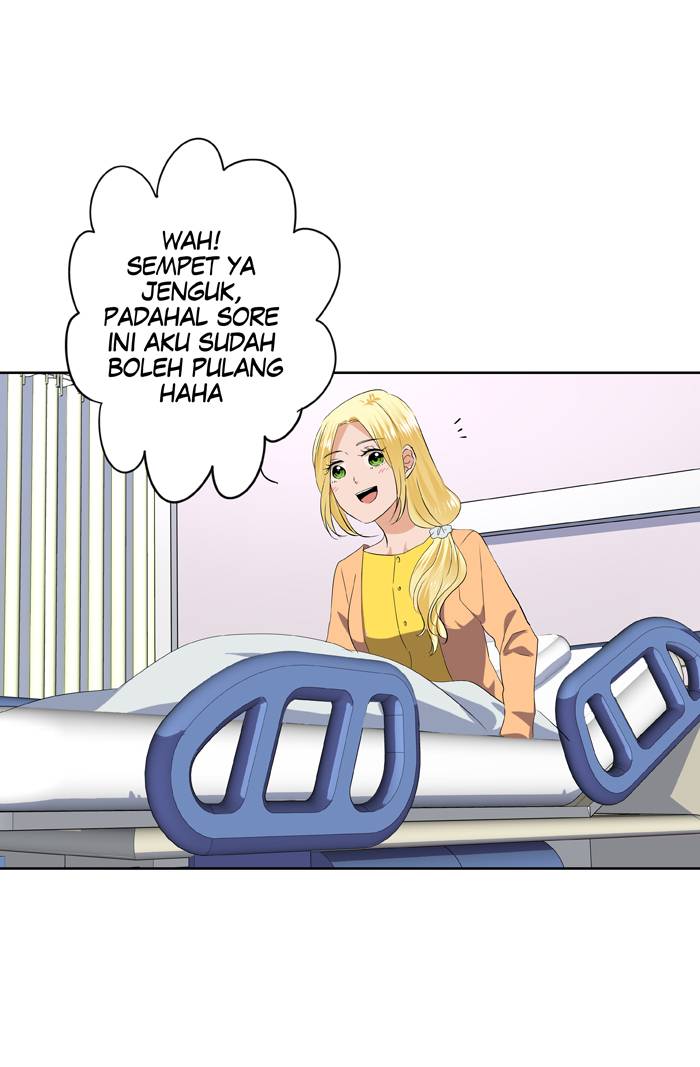 WAH!
SEMPET YA
JENGUK,
PADAHAL SORE
INI AKU SUDAH
BOLEH PULANG
HAHA